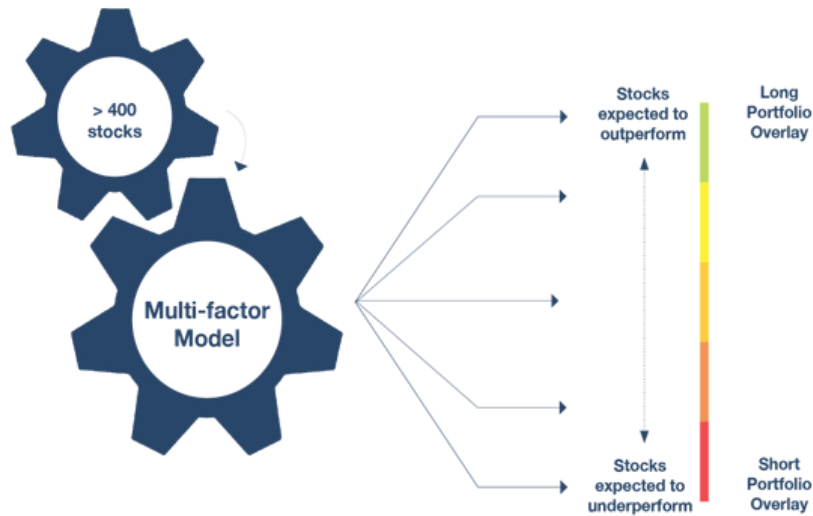 > 400
stocks
Multi-factor
Model
Stocks
expected to
outperform
Long
Portfolio
Overlay
Stocks
expected to
underperform
Short
Portfolio
Overlay